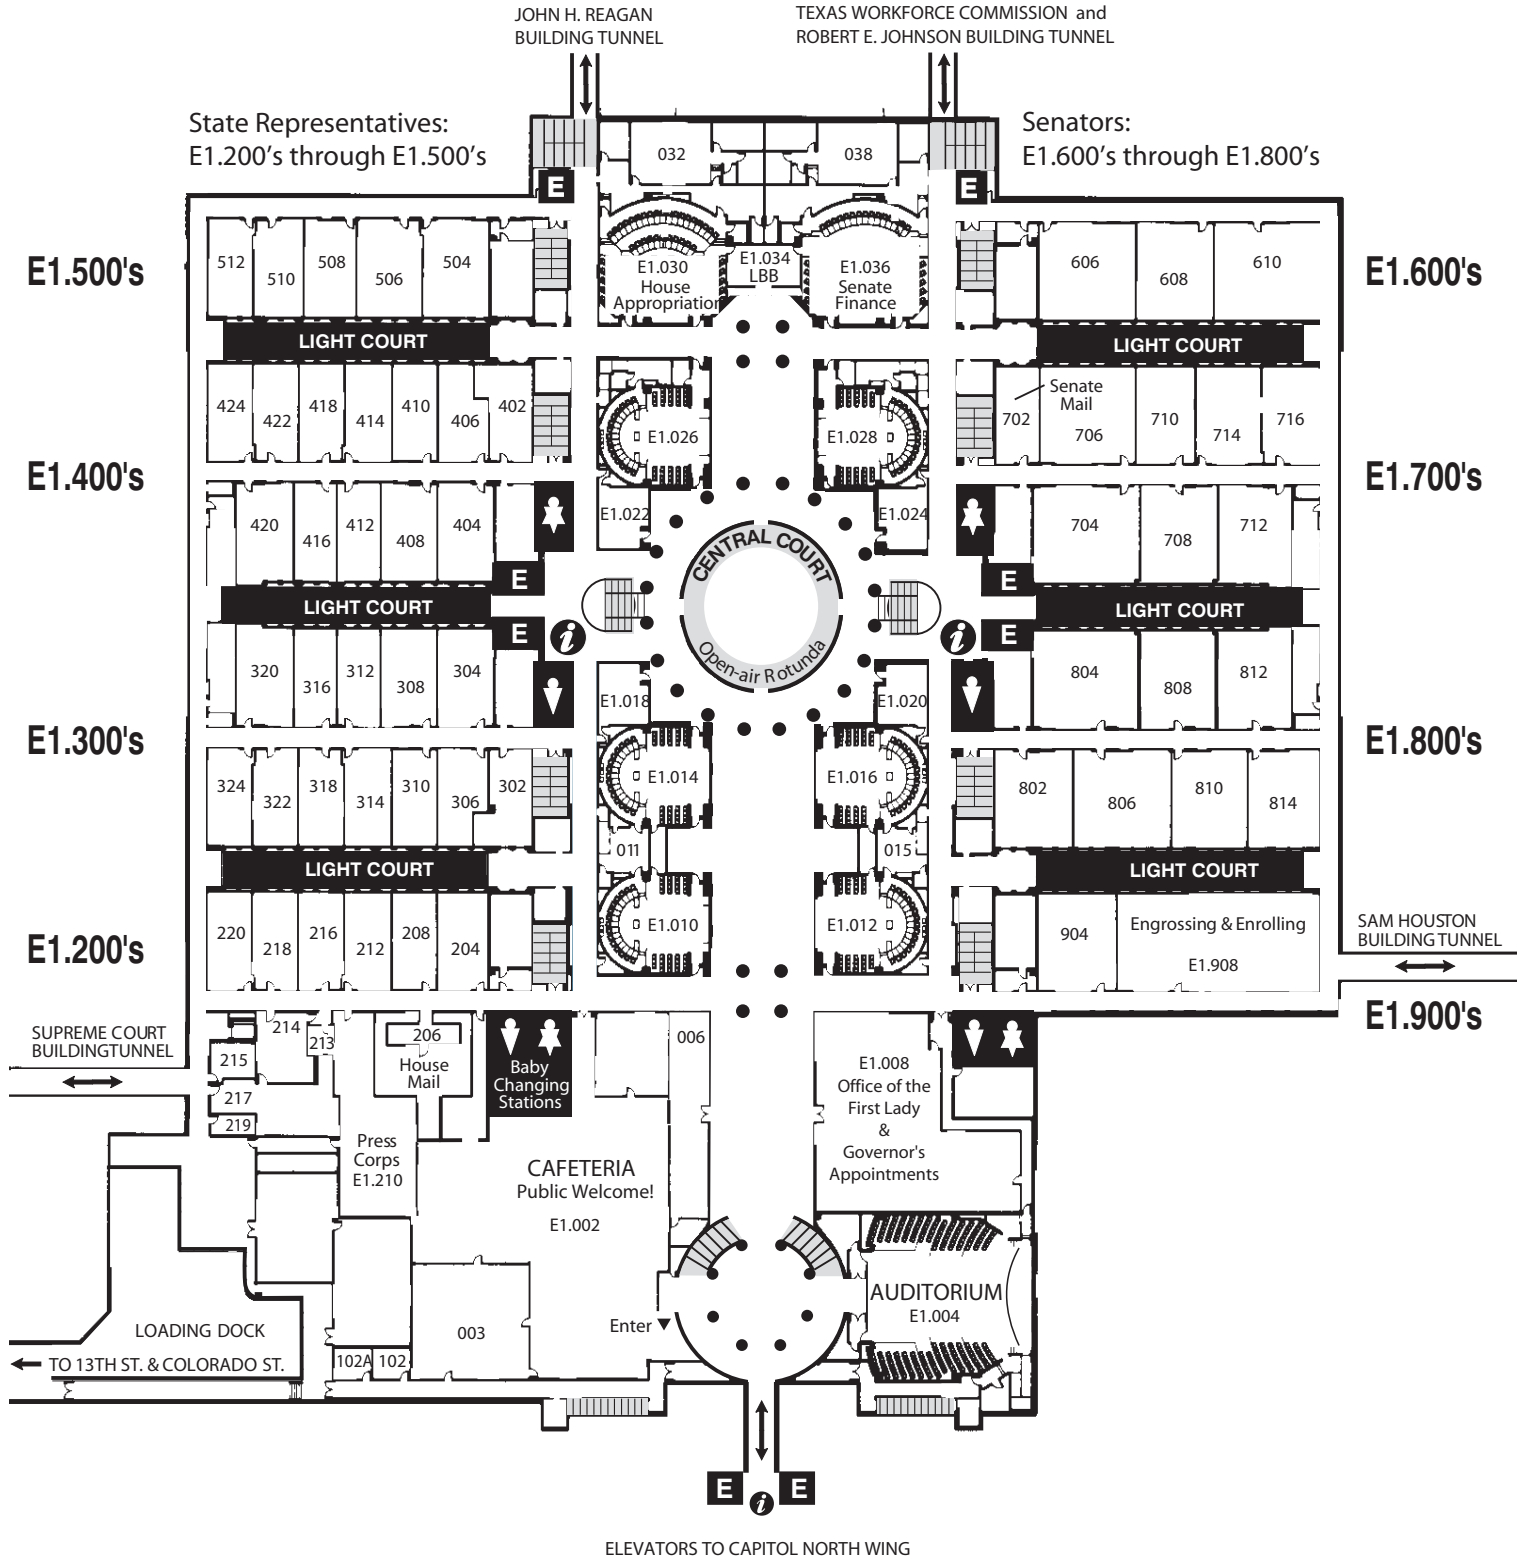 JOHN H. REAGAN
BUILDING TUNNEL
TEXAS WORKFORCE COMMISSION and
ROBERT E. JOHNSON BUILDING TUNNEL
State Representatives:
E1.200's through E1.500's
Senators:
E1.600's through E1.800's
032
038
E
E
E1.500's
512
510
508
506
504
E1.030
House
Appropriation
E1.034
LBB
E1.036
Senate
Finance
606
608
610
E1.600's
LIGHT COURT
LIGHT COURT
424
422
418
414
410
406
402
E1.026
E1.028
702
Senate
Mail
706
710
714
716
E1.400's
E1.700's
420
416
412
408
404
E1.022
E1.024
704
708
712
CENTRAL COURT
Open-air Rotunda
E
E
LIGHT COURT
LIGHT COURT
E
i
i
E
320
316
312
308
304
E1.018
E1.020
804
808
812
E1.300's
E1.800's
324
322
318
314
310
306
302
E1.014
E1.016
802
806
810
814
011
015
LIGHT COURT
LIGHT COURT
E1.200's
220
218
216
212
208
204
E1.010
E1.012
904
Engrossing & Enrolling
E1.908
SAM HOUSTON
BUILDING TUNNEL
E1.900's
SUPREME COURT
BUILDINGTUNNEL
214
213
215
217
219
206
House
Mail
Baby
Changing
Stations
006
E1.008
Office of the
First Lady
&
Governor's
Appointments
Press
Corps
E1.210
CAFETERIA
Public Welcome!
E1.002
AUDITORIUM
E1.004
Enter
003
LOADING DOCK
TO 13TH ST. & COLORADO ST.
102A
102
E
i
E
ELEVATORS TO CAPITOL NORTH WING